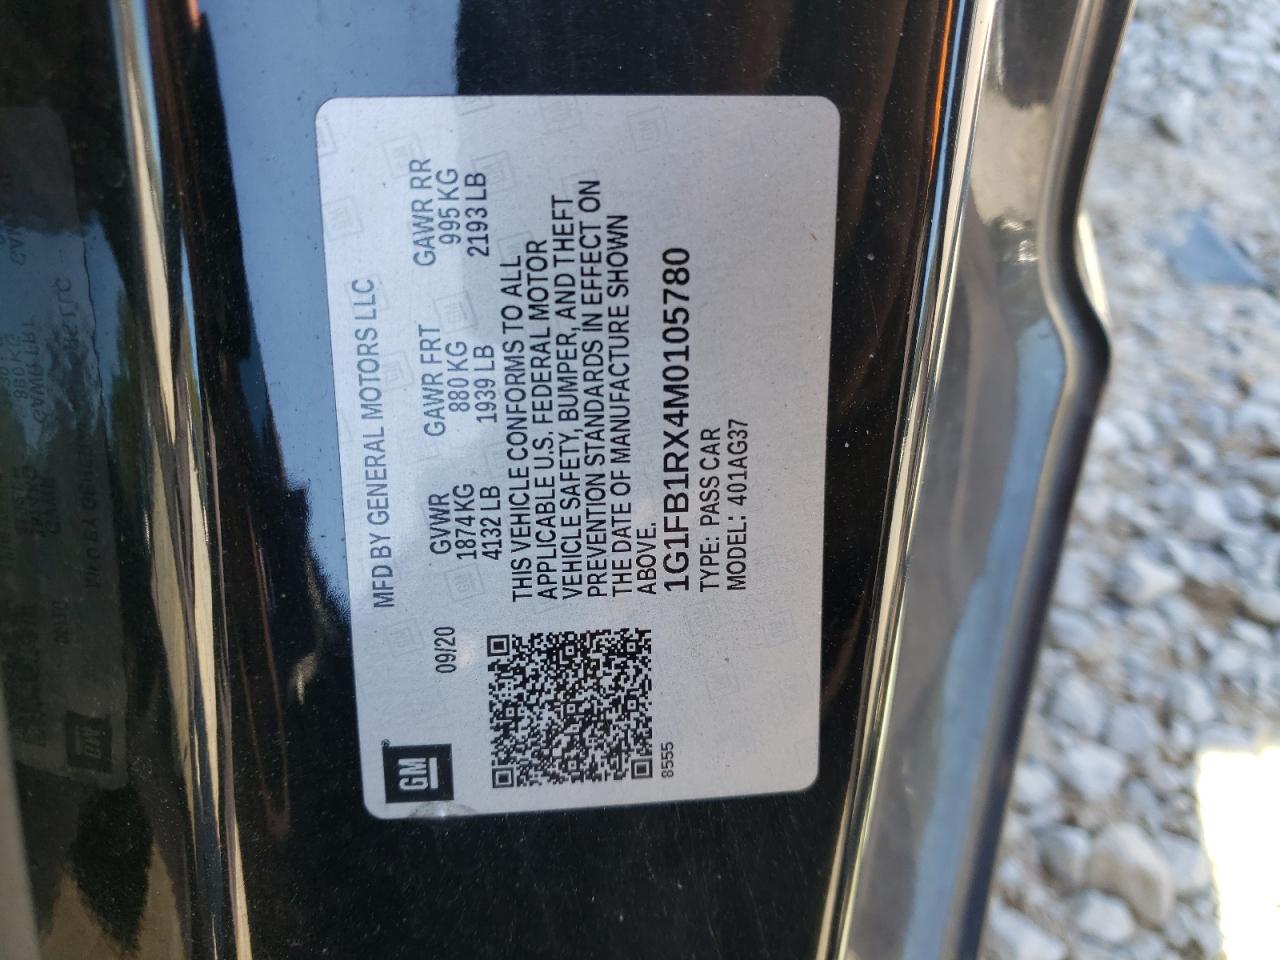 MFD BY GENERAL MOTORS LLC
GM
09/20
GVWR GAWR FRT GAWR RR
1874 KG 880 KG 995 KG
4132 LB 1939 LB 2193 LB
THIS VEHICLE CONFORMS TO ALL
APPLICABLE U.S. FEDERAL MOTOR
VEHICLE SAFETY, BUMPER, AND THEFT
PREVENTION STANDARDS IN EFFECT ON
THE DATE OF MANUFACTURE SHOWN
ABOVE.
8555
1G1FB1RX4M0105780
TYPE: PASS CAR
MODEL: 401AG37